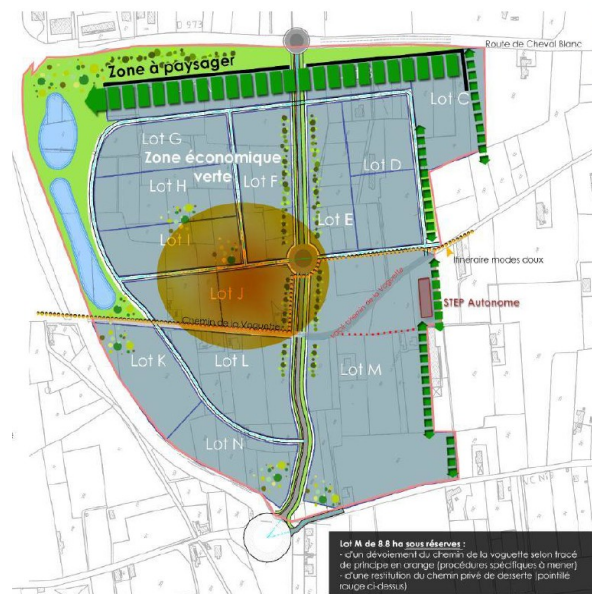 D 573
Route de Cheval Blanc
Zone à paysager
Lot C
Lot G
Zone économique
verte
Lot H
Lot F
Lot D
Lot E
Lot I
Itinéraire modes doux
Lot J
STEP Autonome
Chemin de la Voguette
Lot K
Lot L
Lot M
Lot N
Lot M de 8.8 ha sous réserves :
- d'un dévoiement du chemin de la voguette selon tracé
de principe en orange (procédures spécifiques à mener)
- d'une restitution du chemin privé de desserte (pointillé
rouge ci-dessus)